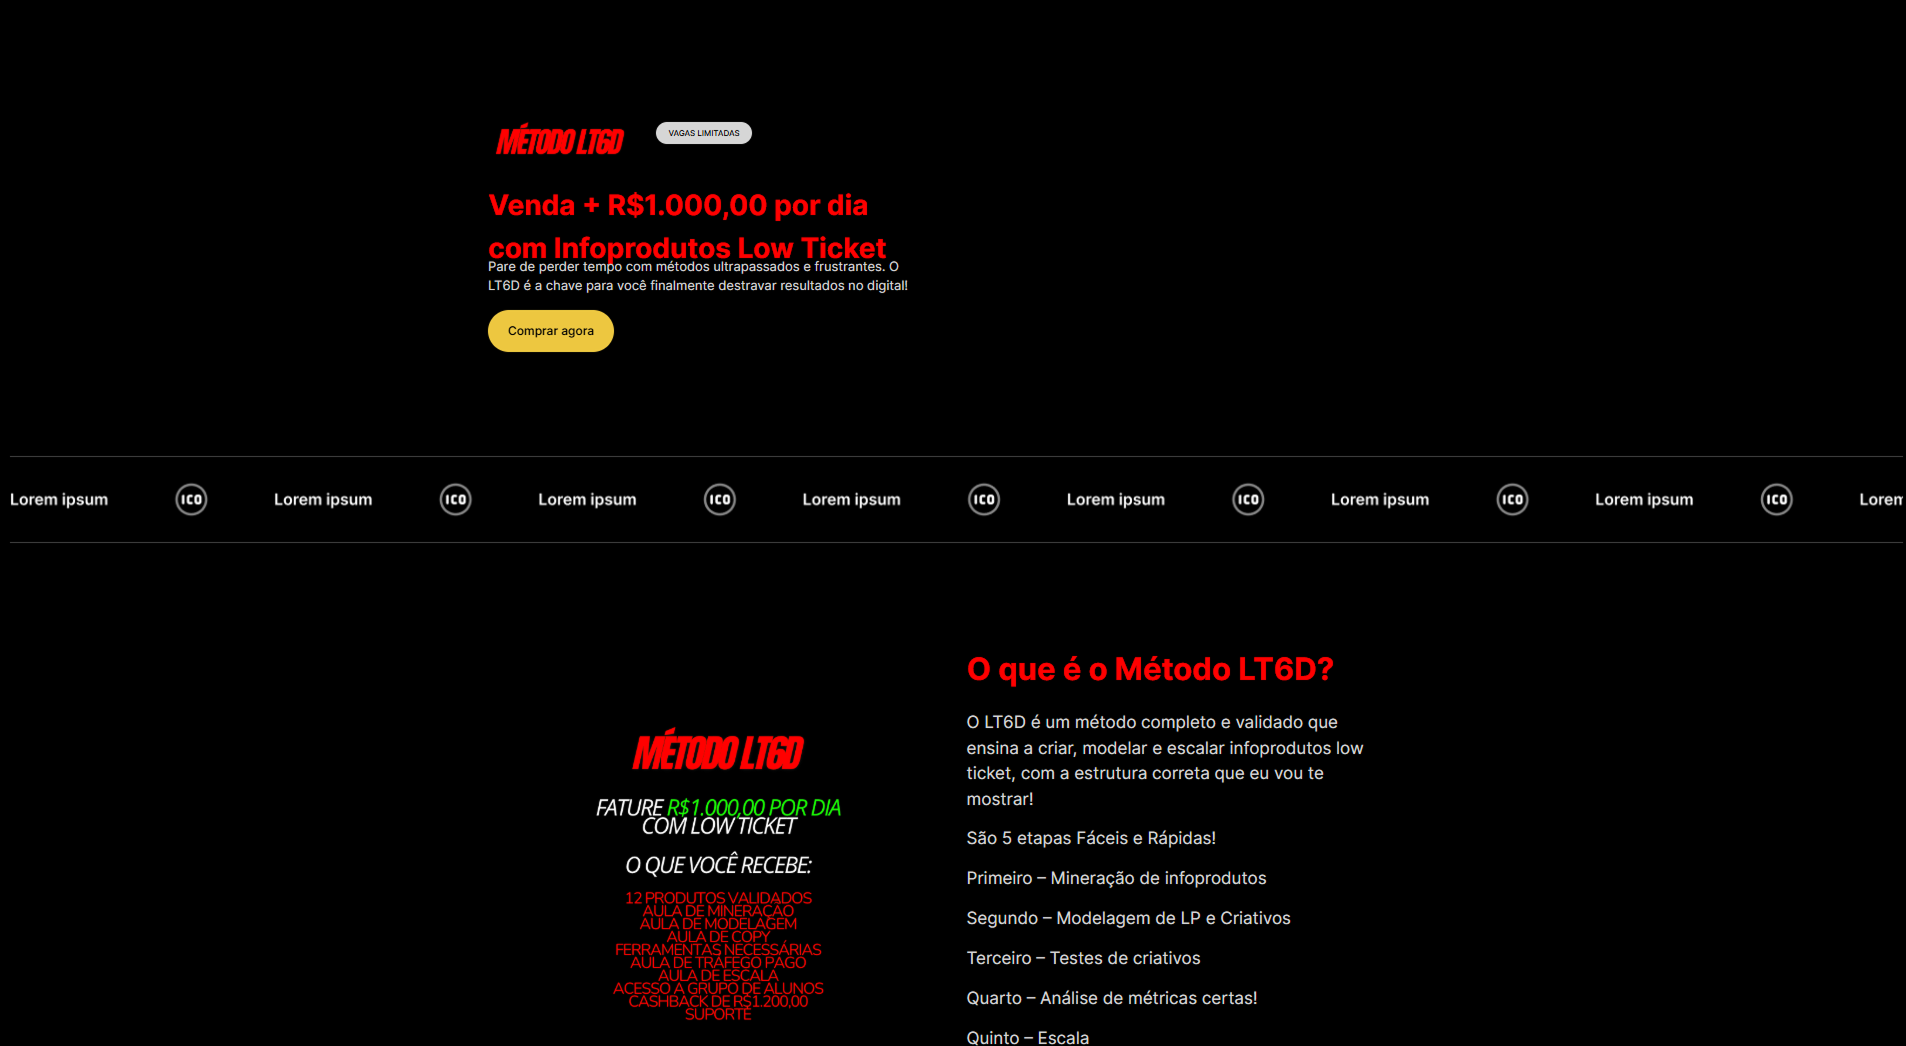 MÉTODO LT6D
VAGAS LIMITADAS
Venda + R$1.000,00 por dia
com Infoprodutos Low Ticket
Pare de perder tempo com métodos ultrapassados e frustrantes. O
LT6D é a chave para você finalmente destravar resultados no digital!
Comprar agora
Lorem ipsum ICO Lorem ipsum ICO Lorem ipsum ICO Lorem ipsum ICO Lorem ipsum ICO Lorem ipsum ICO Lorem ipsum ICO Lorem
MÉTODO LT6D
FATURE R$1.000,00 POR DIA
COM LOW TICKET
O QUE VOCÊ RECEBE:
12 PRODUTOS VALIDADOS
AULA DE MINERAÇÃO
AULA DE MODELAGEM
AULA DE COPY
FERRAMENTAS NECESSÁRIAS
AULA DE TRÁFEGO PAGO
AULA DE ESCALA
ACESSO A GRUPO DE ALUNOS
CASHBACK DE R$1.200,00
SUPORTE
O que é o Método LT6D?
O LT6D é um método completo e validado que
ensina a criar, modelar e escalar infoprodutos low
ticket, com a estrutura correta que eu vou te
mostrar!
São 5 etapas Fáceis e Rápidas!
Primeiro – Mineração de infoprodutos
Segundo – Modelagem de LP e Criativos
Terceiro – Testes de criativos
Quarto – Análise de métricas certas!
Quinto – Escala